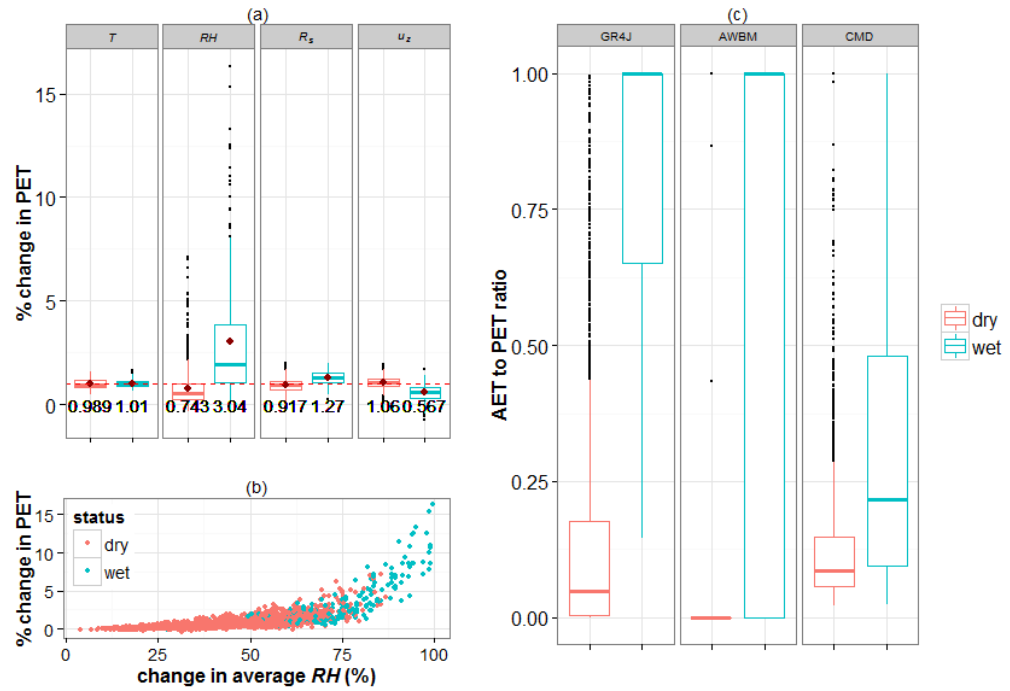 (a)
T RH Rs uz
% change in PET
15
10
5
0
0.989 1.01 0.743 3.04 0.917 1.27 1.06 0.567
(b)
% change in PET
15
10
5
0
status
dry
wet
0 25 50 75 100
change in average RH (%)
(c)
GR4J AWBM CMD
AET to PET ratio
1.00
0.75
0.50
0.25
0.00
dry
wet